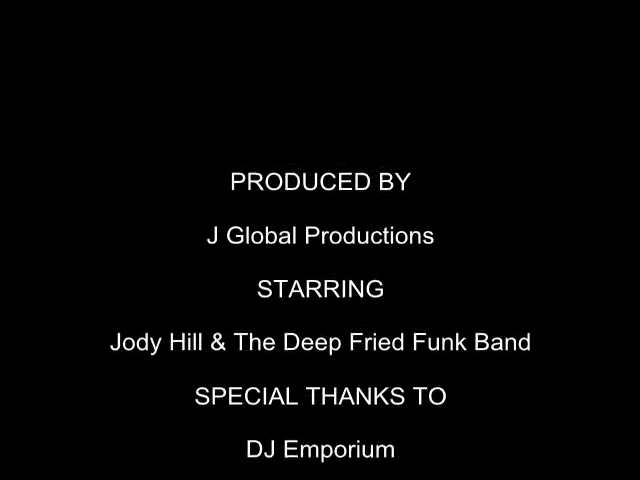 PRODUCED BY
J Global Productions
STARRING
Jody Hill & The Deep Fried Funk Band
SPECIAL THANKS TO
DJ Emporium